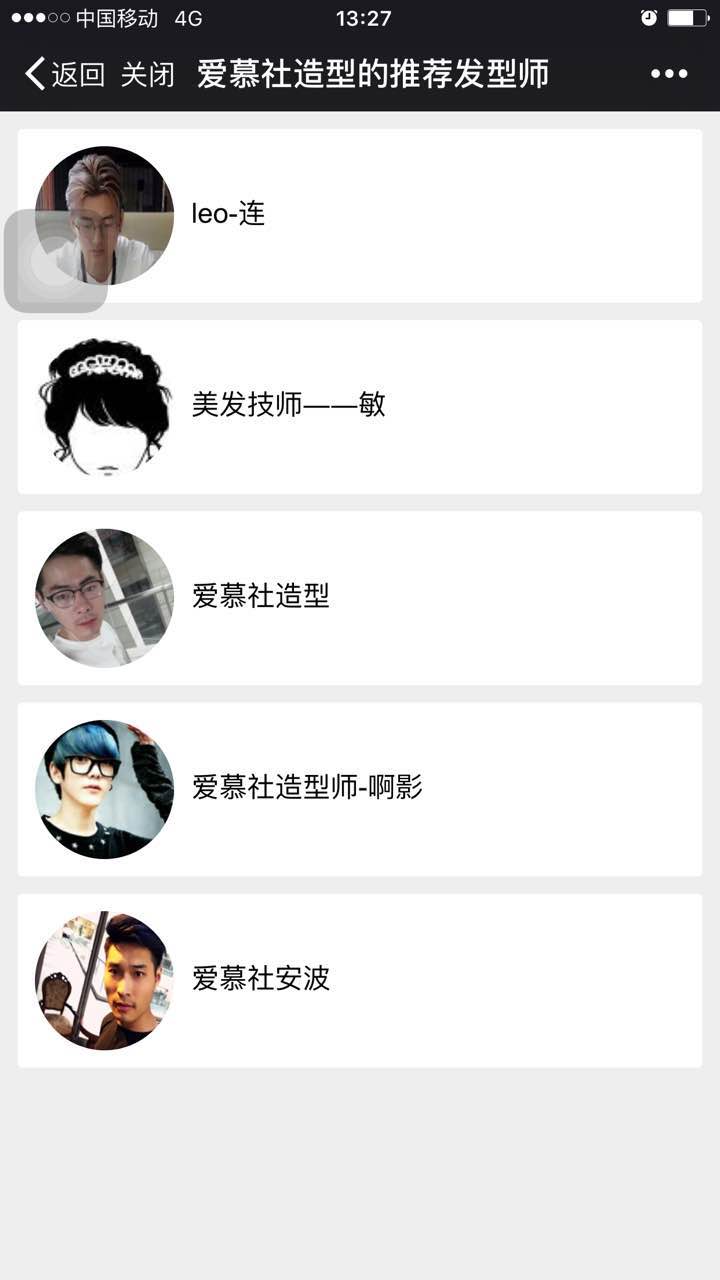 中国移动 4G 13:27
返回 关闭 爱慕社造型的推荐发型师
leo-连
美发技师——敏
爱慕社造型
爱慕社造型师-啊影
爱慕社安波